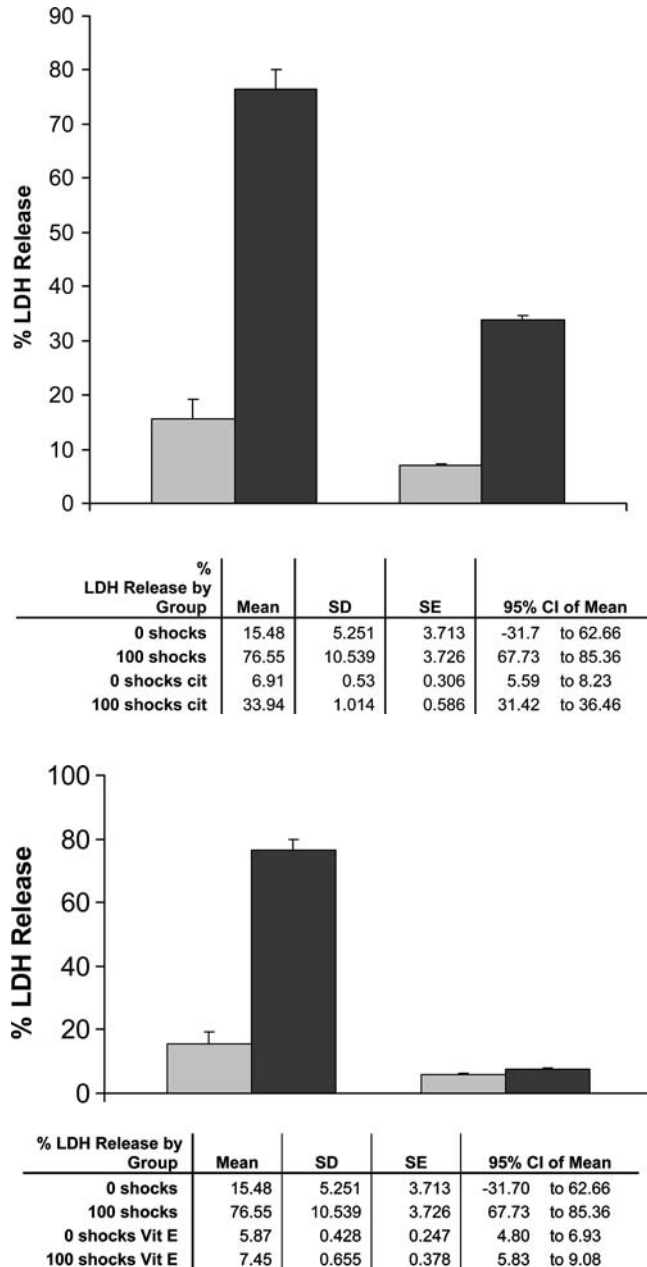 90
80
70
60
50
40
30
20
10
0
% LDH Release
%
LDH Release by
Group Mean SD SE 95% CI of Mean
0 shocks 15.48 5.251 3.713 -31.7 to 62.66
100 shocks 76.55 10.539 3.726 67.73 to 85.36
0 shocks cit 6.91 0.53 0.306 5.59 to 8.23
100 shocks cit 33.94 1.014 0.586 31.42 to 36.46
100
80
60
40
20
0
% LDH Release
% LDH Release by
Group Mean SD SE 95% CI of Mean
0 shocks 15.48 5.251 3.713 -31.70 to 62.66
100 shocks 76.55 10.539 3.726 67.73 to 85.36
0 shocks Vit E 5.87 0.428 0.247 4.80 to 6.93
100 shocks Vit E 7.45 0.655 0.378 5.83 to 9.08